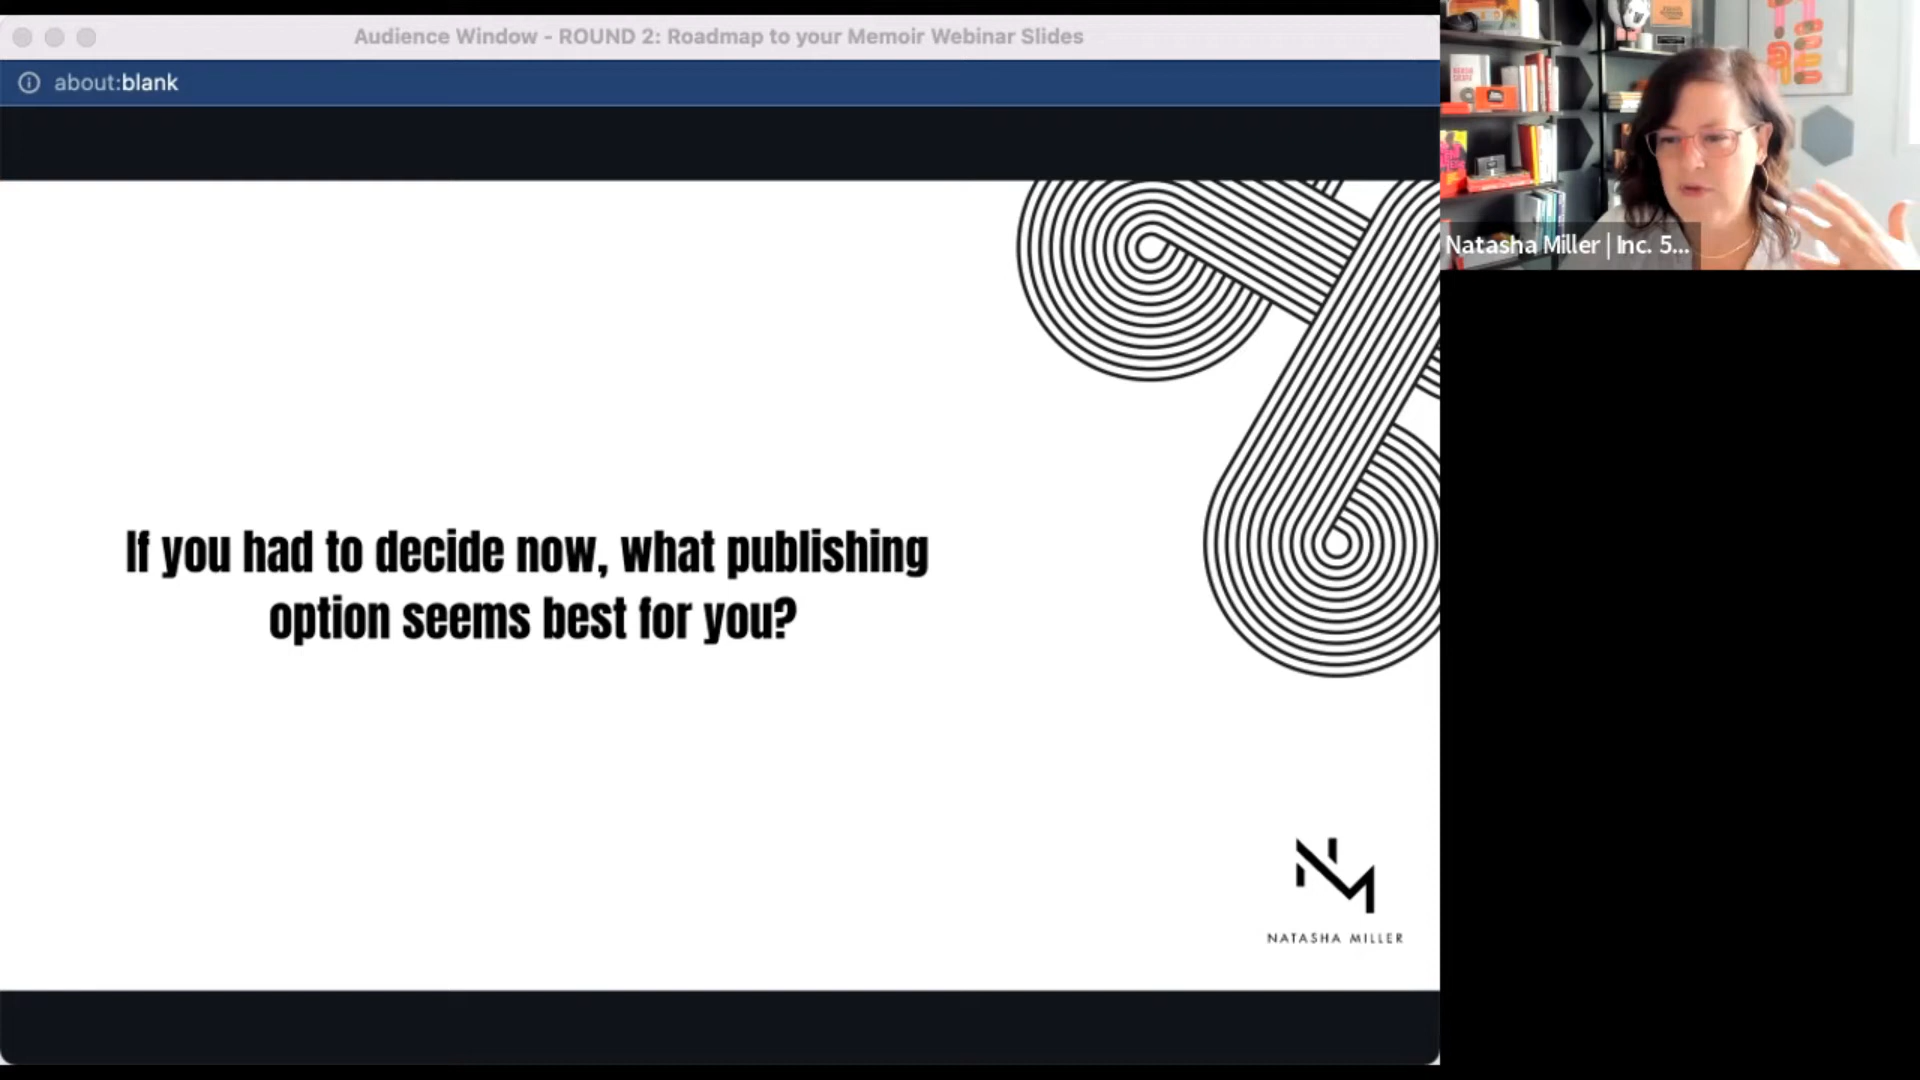 Audience Window - ROUND 2: Roadmap to your Memoir Webinar Slides
about:blank
Natasha Miller | Inc. 5...
If you had to decide now, what publishing
option seems best for you?
NM
NATASHA MILLER